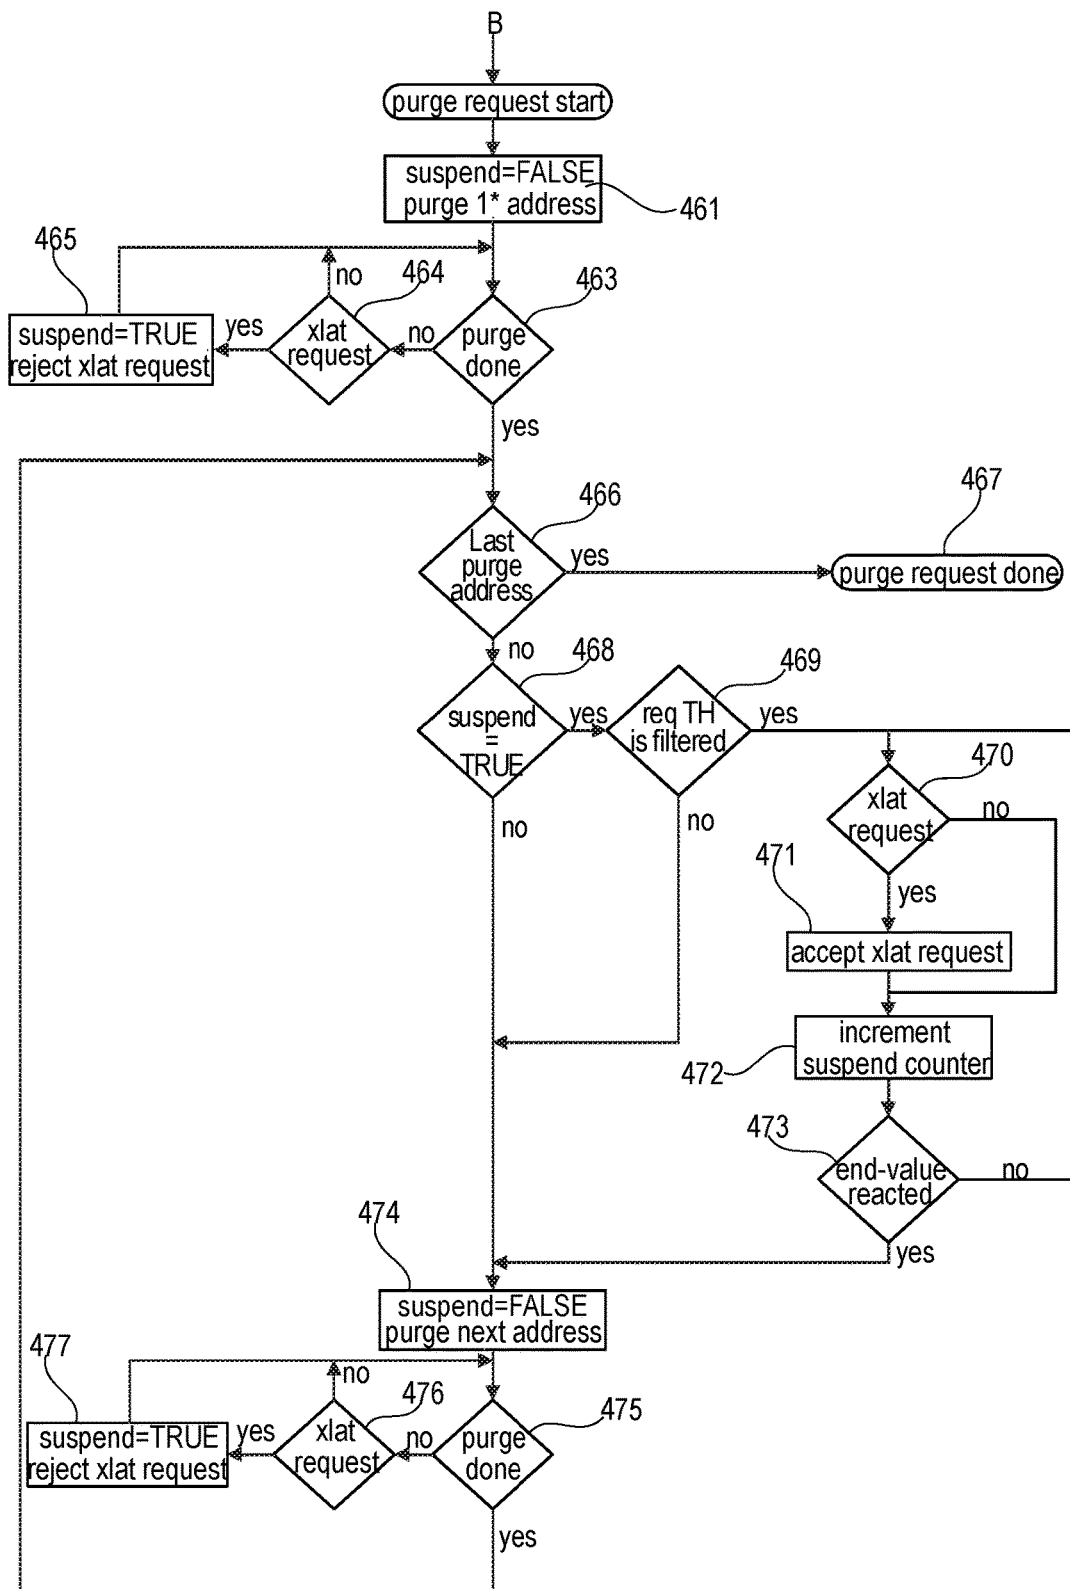 B
purge request start
suspend=FALSE
purge 1* address
461
465
464
463
no
suspend=TRUE
reject xlat request
yes
xlat
request
no
purge
done
yes
466
467
Last
purge
address
yes
purge request done
no
468
469
suspend
=
TRUE
yes
req TH
is filtered
yes
470
no
no
xlat
request
no
471
yes
accept xlat request
increment
suspend counter
472
473
end-value
reacted
no
474
yes
suspend=FALSE
purge next address
477
no
476
475
suspend=TRUE
reject xlat request
yes
xlat
request
no
purge
done
yes